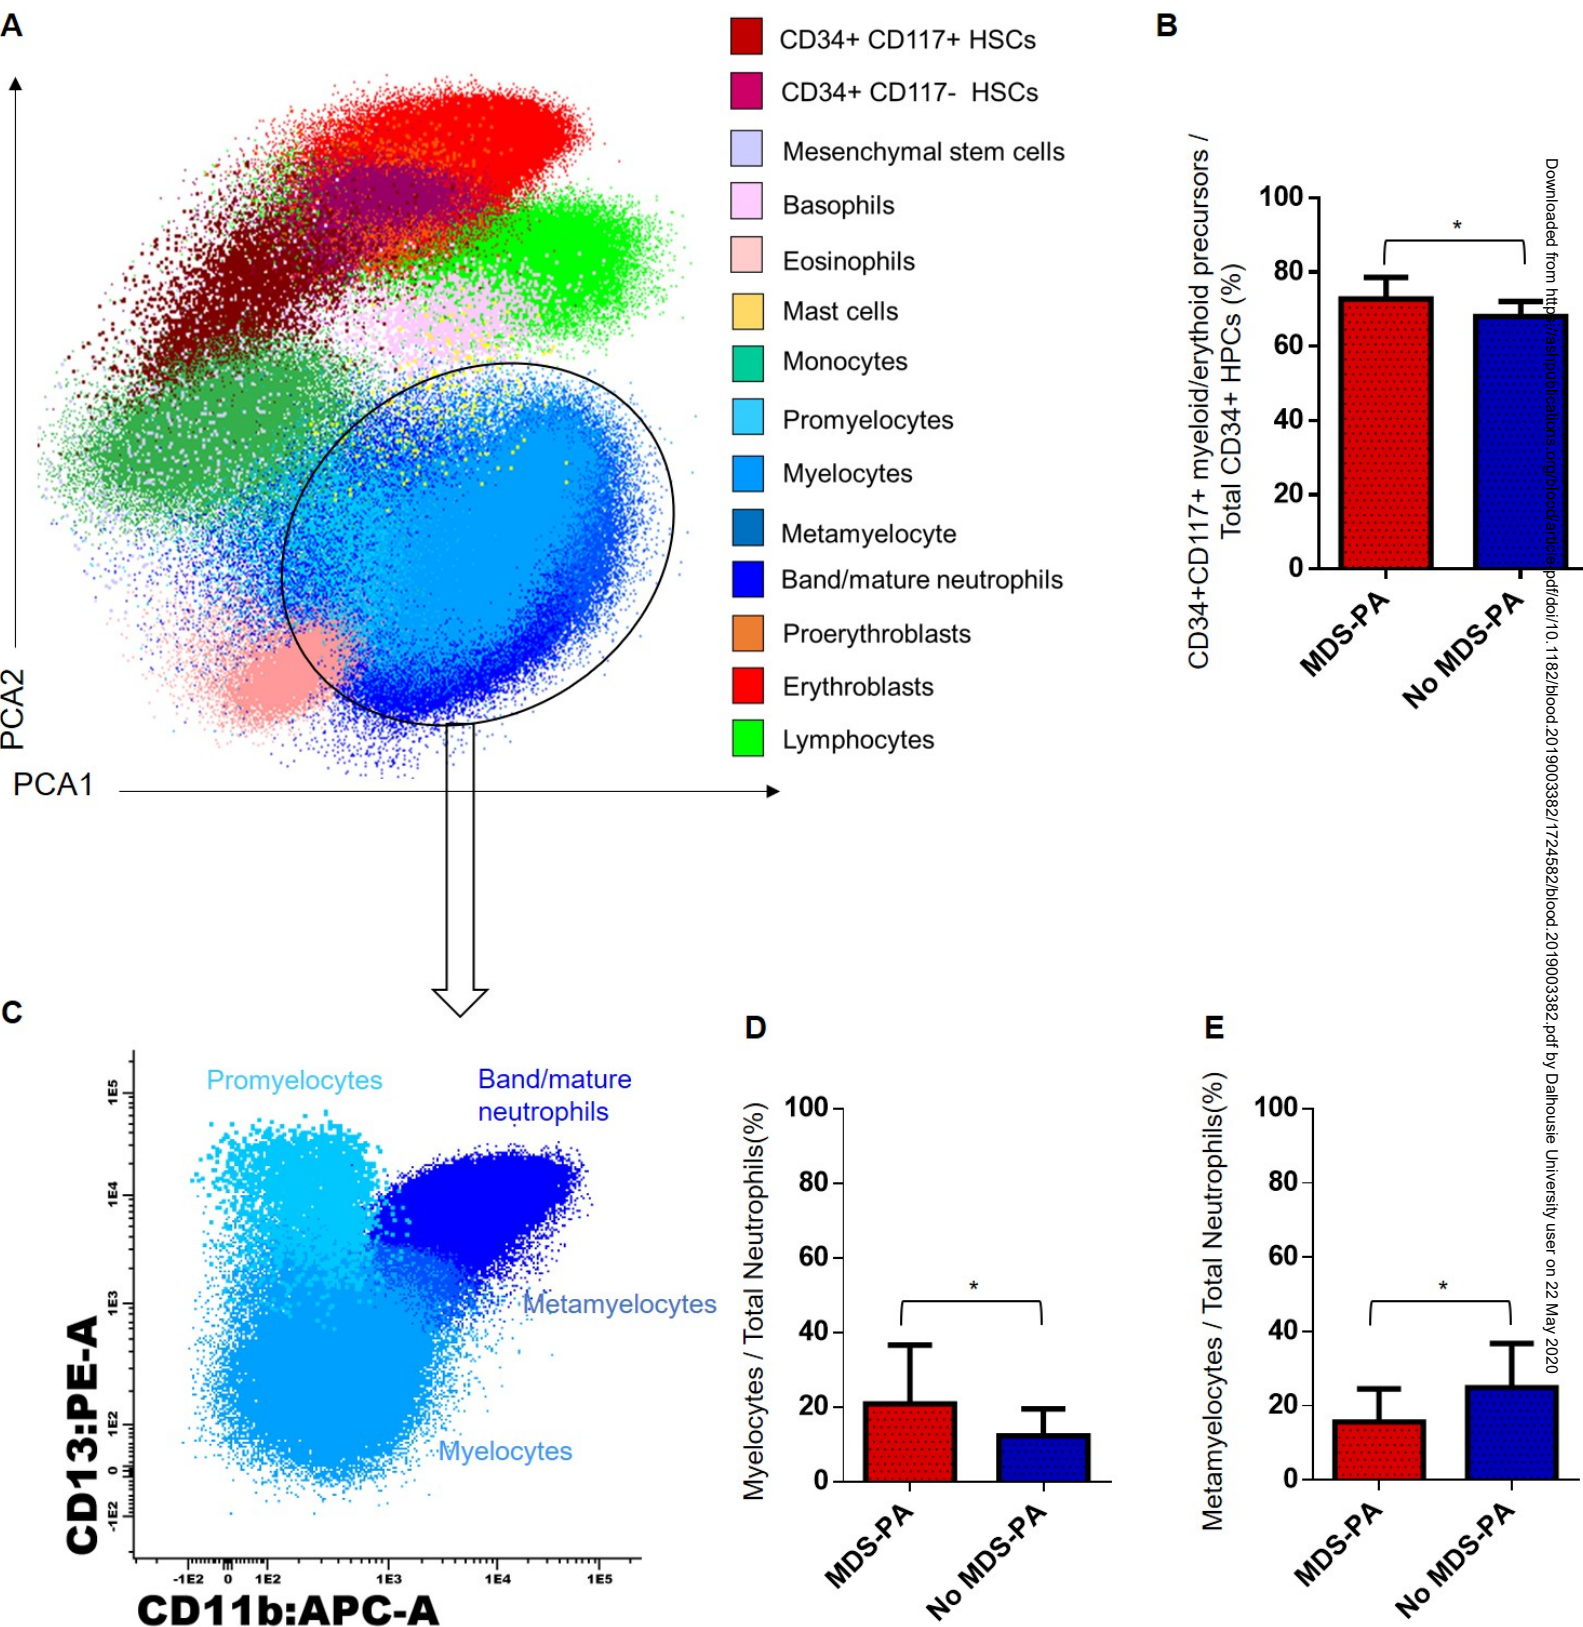 A
CD34+ CD117+ HSCs
CD34+ CD117-  HSCs
Mesenchymal stem cells
Basophils
Eosinophils
Mast cells
Monocytes
Promyelocytes
Myelocytes
Metamyelocyte
Band/mature neutrophils
Proerythroblasts
Erythroblasts
Lymphocytes
PCA2
PCA1
B
CD34+CD117+ myeloid/erythoid precursors /
Total CD34+ HPCs (%)
100
80
60
40
20
0
*
MDS-PA
No MDS-PA
C
Promyelocytes
Band/mature
neutrophils
Metamyelocytes
Myelocytes
CD13:PE-A
1E5
1E4
1E3
1E2
0
-1E2
-1E2
0
1E2
1E3
1E4
1E5
CD11b:APC-A
D
Myelocytes / Total Neutrophils(%)
100
80
60
40
20
0
*
MDS-PA
No MDS-PA
E
Metamyelocytes / Total Neutrophils(%)
100
80
60
40
20
0
*
MDS-PA
No MDS-PA
Downloaded from https://ashpublications.org/blood/article-pdf/doi/10.1182/blood.2019003382/1724582/blood.2019003382.pdf by Dalhousie University user on 22 May 2020